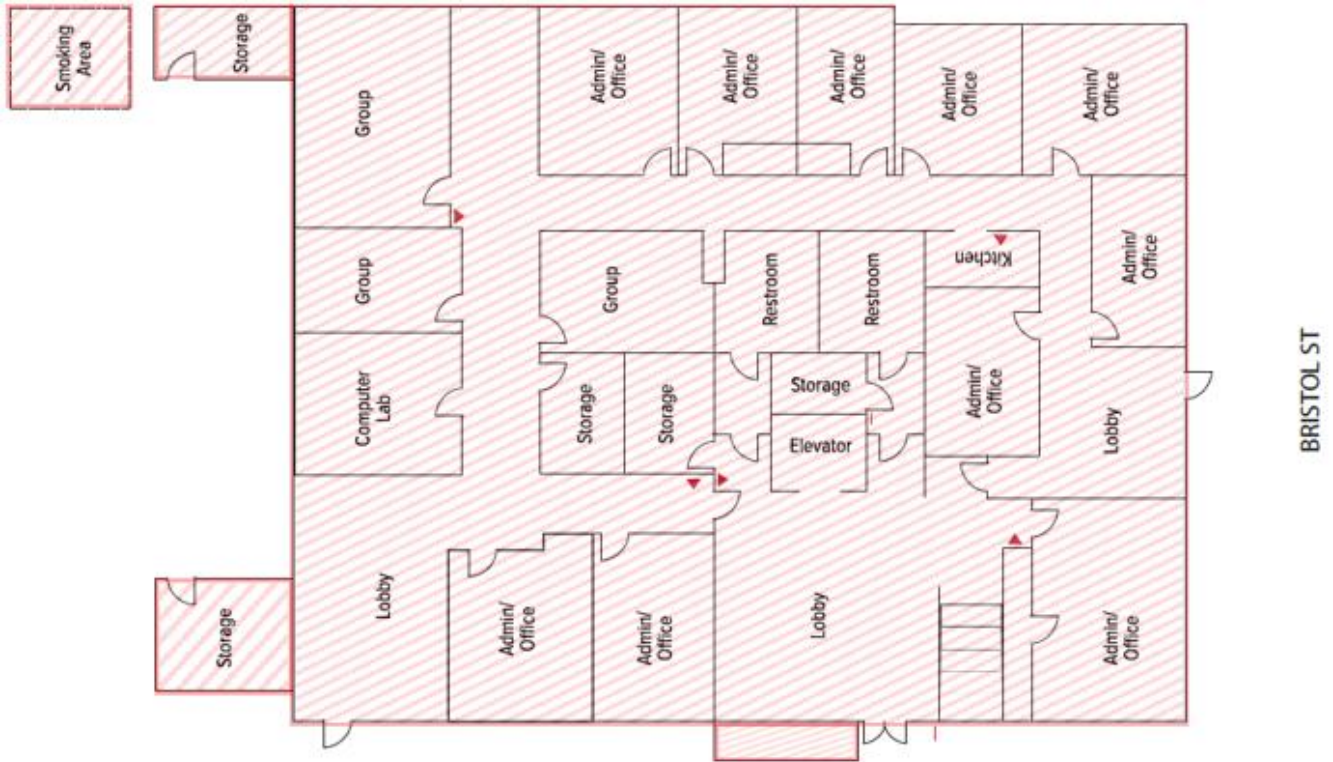 Smoking
Area
Storage
Group
Admin/
Office
Admin/
Office
Admin/
Office
Admin/
Office
Admin/
Office
Group
Group
Restroom
Restroom
Kitchen
Admin/
Office
Computer
Lab
Storage
Storage
Storage
Elevator
Admin/
Office
Lobby
BRISTOL ST
Storage
Lobby
Admin/
Office
Admin/
Office
Lobby
Admin/
Office